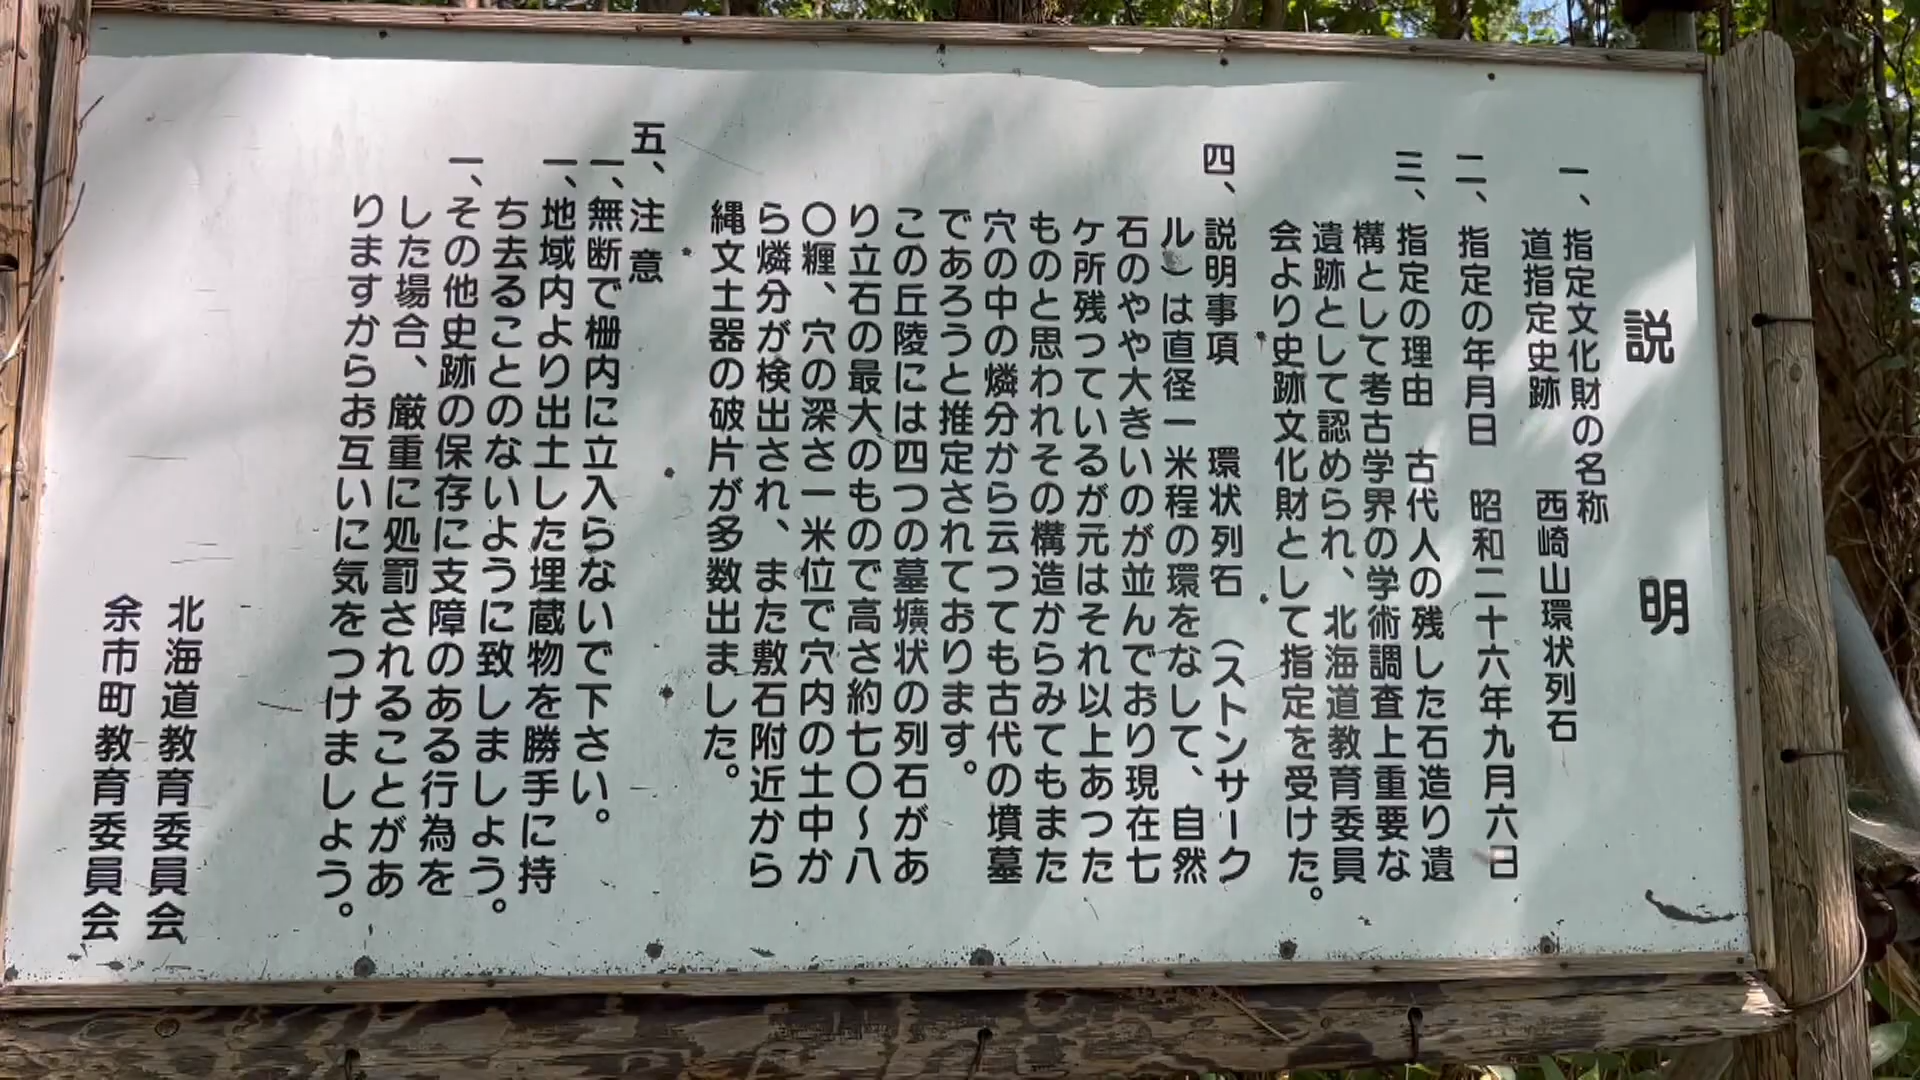 説明
一、指定文化財の名称
道指定史跡　西崎山環状列石
二、指定の年月日　昭和二十六年九月六日
三、指定の理由　古代人の残した石造り遺
構として考古学界の学術調査上重要な
遺跡として認められ、北海道教育委員
会より史跡文化財として指定を受けた。
四、説明事項　環状列石　（ストンサーク
ル）は直径一米程の環をなして、自然
石のやや大きいのが並んでおり現在七
ケ所残つているが元はそれ以上あつた
ものと思われその構造からみてもまた
穴の中の燐分から云つても古代の墳墓
であろうと推定されております。
この丘陵には四つの墓壙状の列石があ
り立石の最大のもので高さ約七〇〜八
〇糎、穴の深さ一米位で穴内の土中か
ら燐分が検出され、また敷石附近から
縄文土器の破片が多数出ました。
五、注意
一、無断で柵内に立入らないで下さい。
一、地域内より出土した埋蔵物を勝手に持
ち去ることのないように致しましよう。
一、その他史跡の保存に支障のある行為を
した場合、厳重に処罰されることがあ
りますからお互いに気をつけましょう。
北海道教育委員会
余市町教育委員会